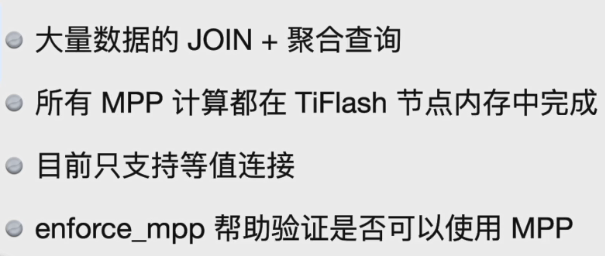 大量数据的 JOIN + 聚合查询
所有 MPP 计算都在 TiFlash 节点内存中完成
目前只支持等值连接
enforce_mpp 帮助验证是否可以使用 MPP